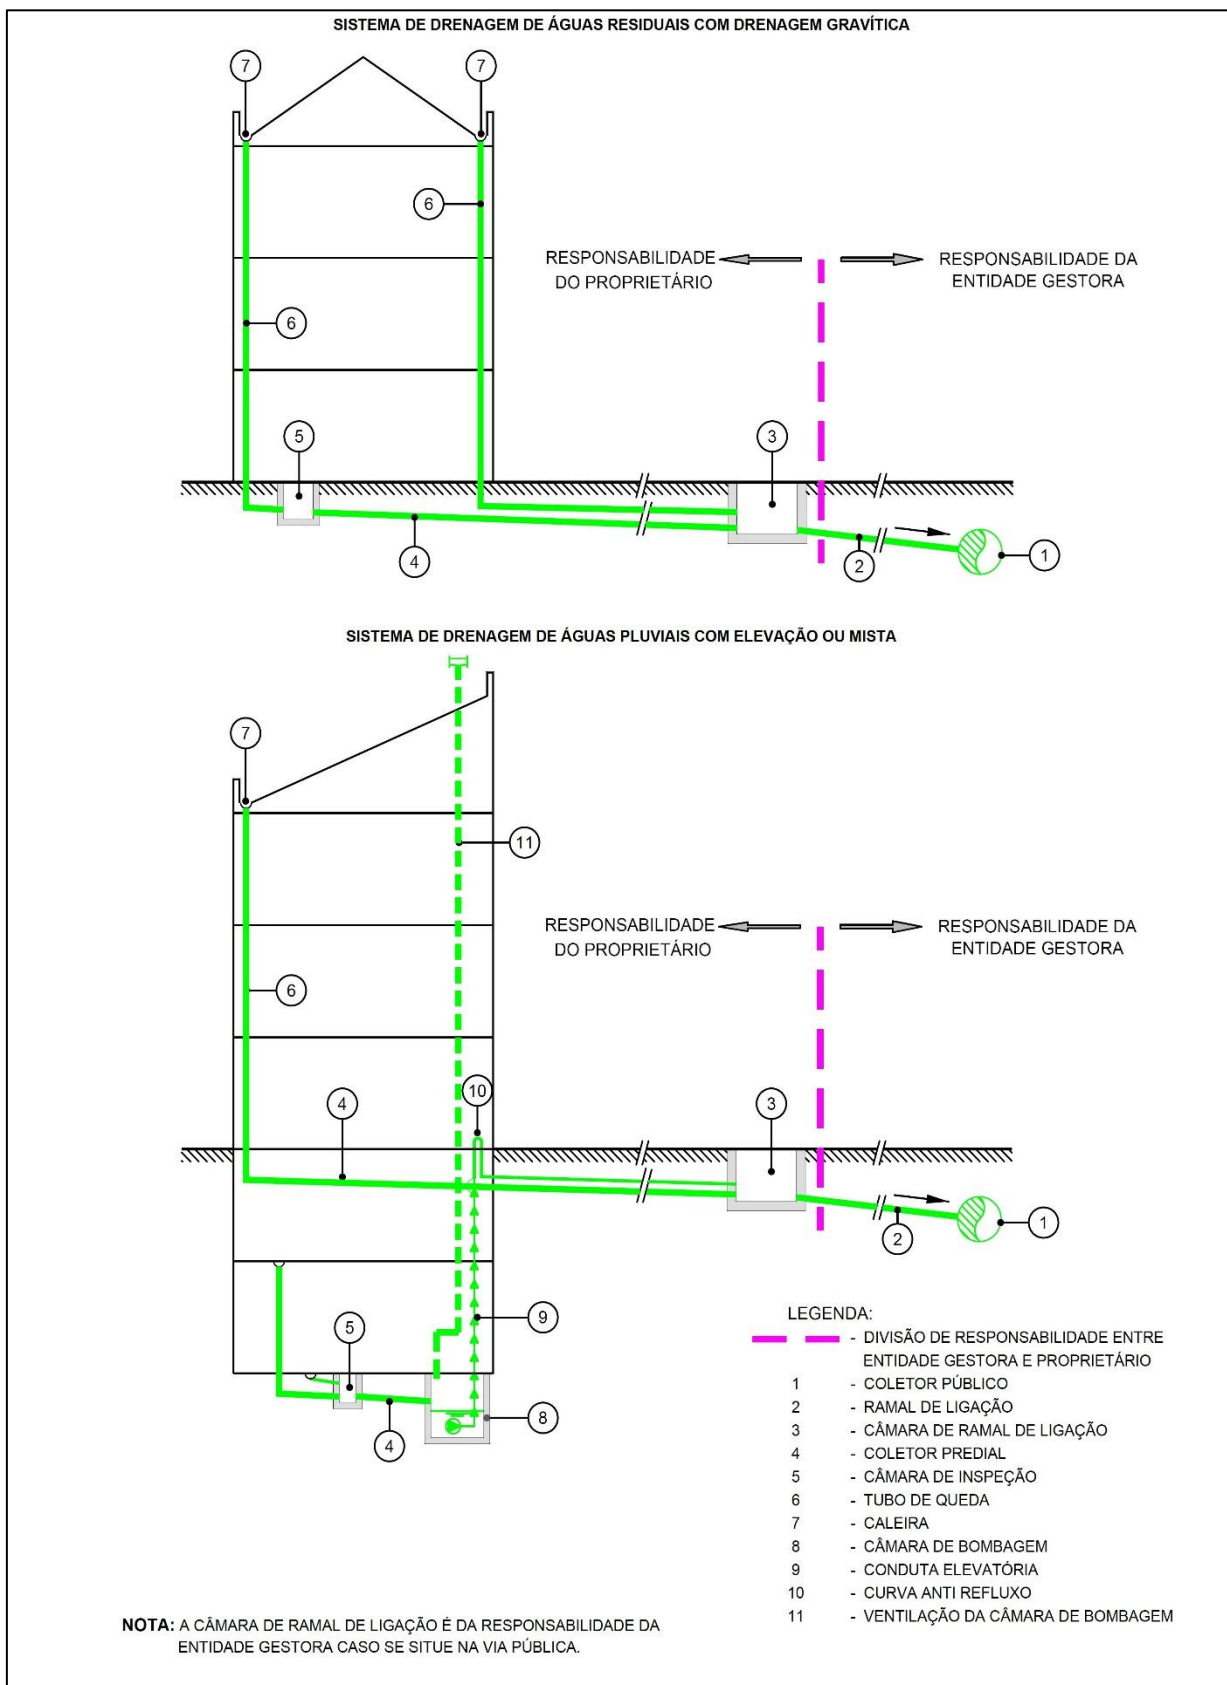 SISTEMA DE DRENAGEM DE ÁGUAS RESIDUAIS COM DRENAGEM GRAVÍTICA
7
7
6
RESPONSABILIDADE
DO PROPRIETÁRIO
RESPONSABILIDADE DA
ENTIDADE GESTORA
6
5
3
4
2
1
SISTEMA DE DRENAGEM DE ÁGUAS PLUVIAIS COM ELEVAÇÃO OU MISTA
7
11
RESPONSABILIDADE
DO PROPRIETÁRIO
RESPONSABILIDADE DA
ENTIDADE GESTORA
6
10
4
3
2
1
9
5
8
4
LEGENDA:
- DIVISÃO DE RESPONSABILIDADE ENTRE
ENTIDADE GESTORA E PROPRIETÁRIO
1 - COLETOR PÚBLICO
2 - RAMAL DE LIGAÇÃO
3 - CÂMARA DE RAMAL DE LIGAÇÃO
4 - COLETOR PREDIAL
5 - CÂMARA DE INSPEÇÃO
6 - TUBO DE QUEDA
7 - CALEIRA
8 - CÂMARA DE BOMBAGEM
9 - CONDUTA ELEVATÓRIA
10 - CURVA ANTI REFLUXO
11 - VENTILAÇÃO DA CÂMARA DE BOMBAGEM
NOTA: A CÂMARA DE RAMAL DE LIGAÇÃO É DA RESPONSABILIDADE DA
ENTIDADE GESTORA CASO SE SITUE NA VIA PÚBLICA.